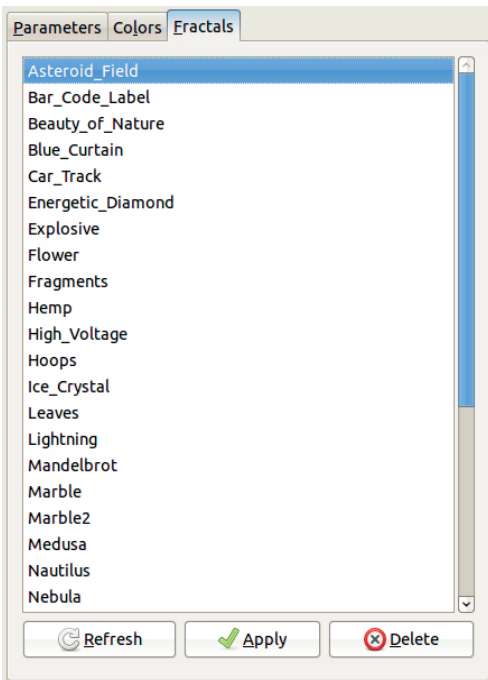 Parameters Colors Fractals
Asteroid_Field
Bar_Code_Label
Beauty_of_Nature
Blue_Curtain
Car_Track
Energetic_Diamond
Explosive
Flower
Fragments
Hemp
High_Voltage
Hoops
Ice_Crystal
Leaves
Lightning
Mandelbrot
Marble
Marble2
Medusa
Nautilus
Nebula
Refresh Apply Delete